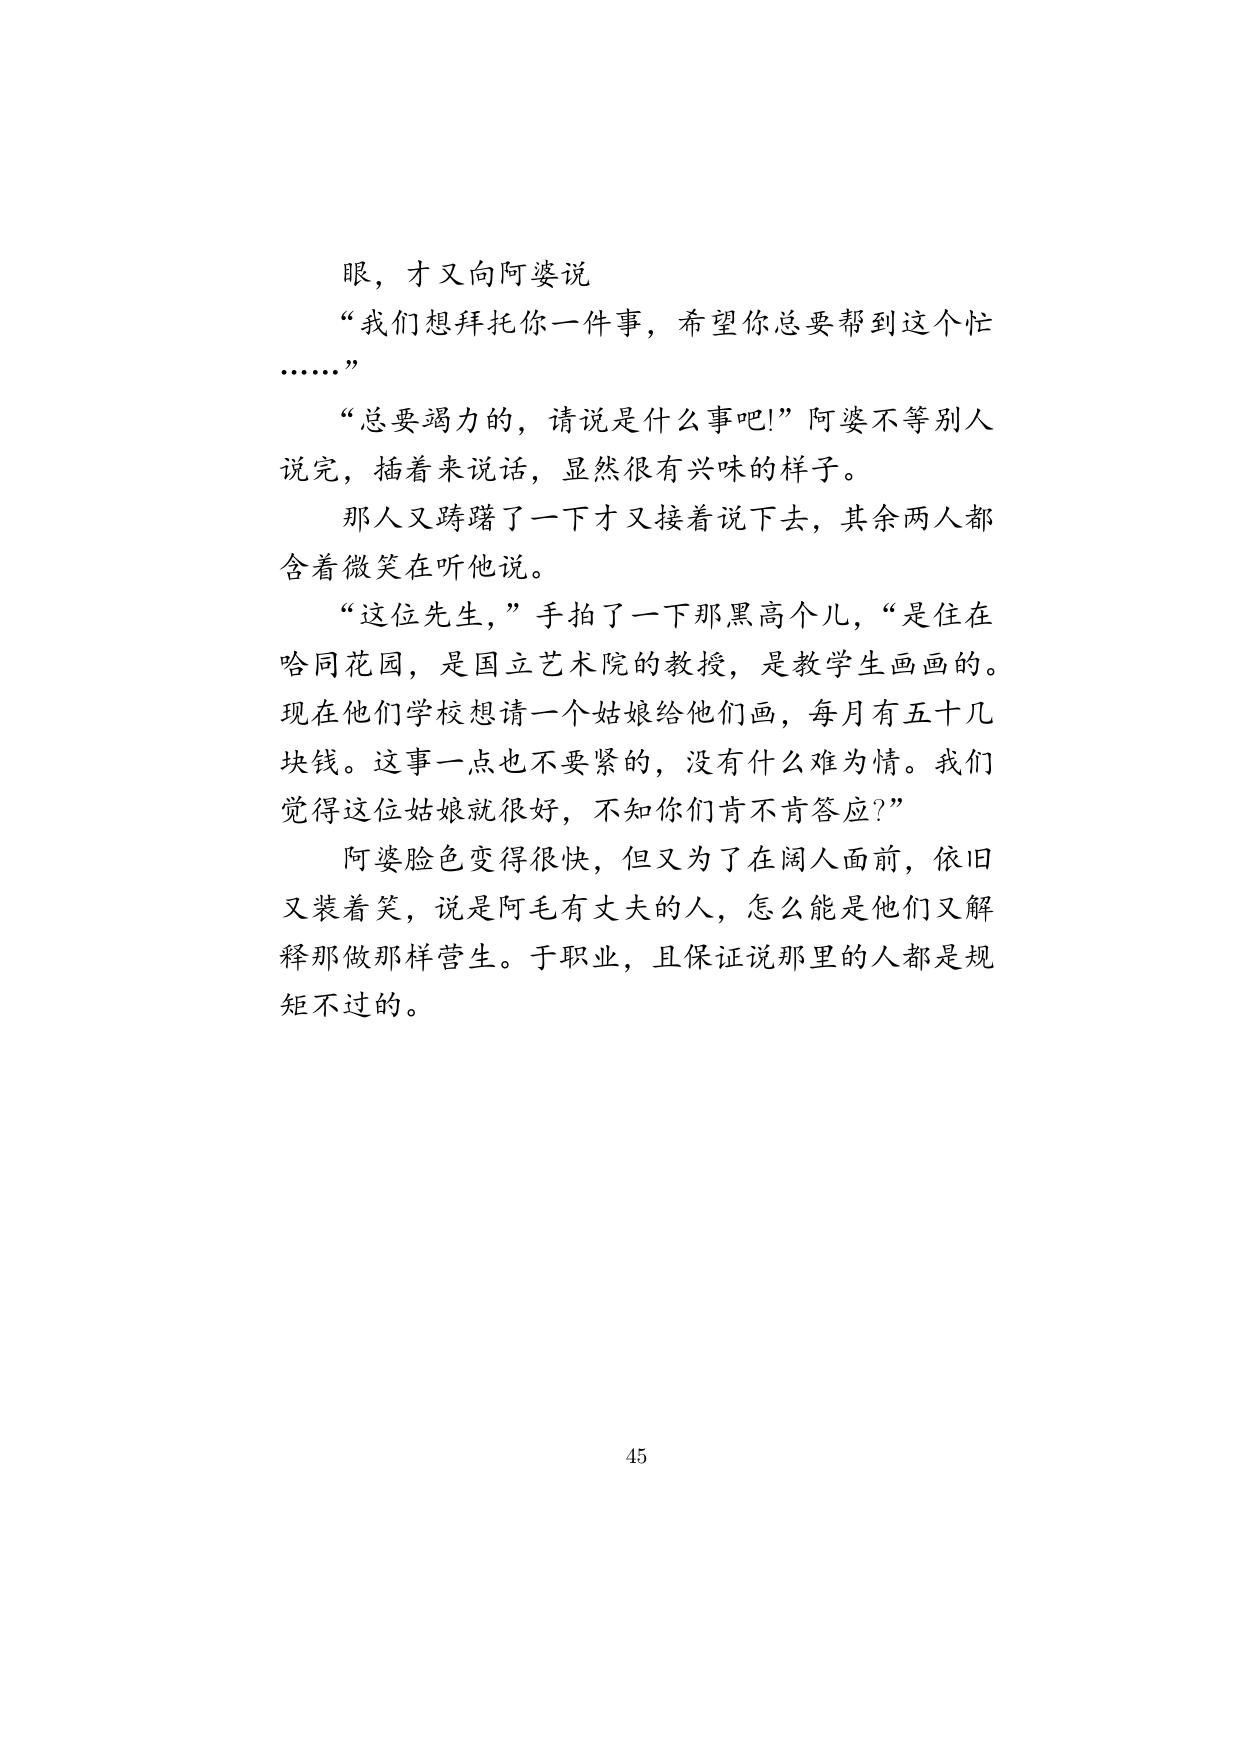 眼，才又向阿婆说
“我们想拜托你一件事，希望你总要帮到这个忙
……”
“总要竭力的，请说是什么事吧!”阿婆不等别人
说完，插着来说话，显然很有兴味的样子。
那人又踌躇了一下才又接着说下去，其余两人都
含着微笑在听他说。
“这位先生，”手拍了一下那黑高个儿，“是住在
哈同花园，是国立艺术院的教授，是教学生画画的。
现在他们学校想请一个姑娘给他们画，每月有五十几
块钱。这事一点也不要紧的，没有什么难为情。我们
觉得这位姑娘就很好，不知你们肯不肯答应?”
阿婆脸色变得很快，但又为了在阔人面前，依旧
又装着笑，说是阿毛有丈夫的人，怎么能是他们又解
释那做那样营生。于职业，且保证说那里的人都是规
矩不过的。
45